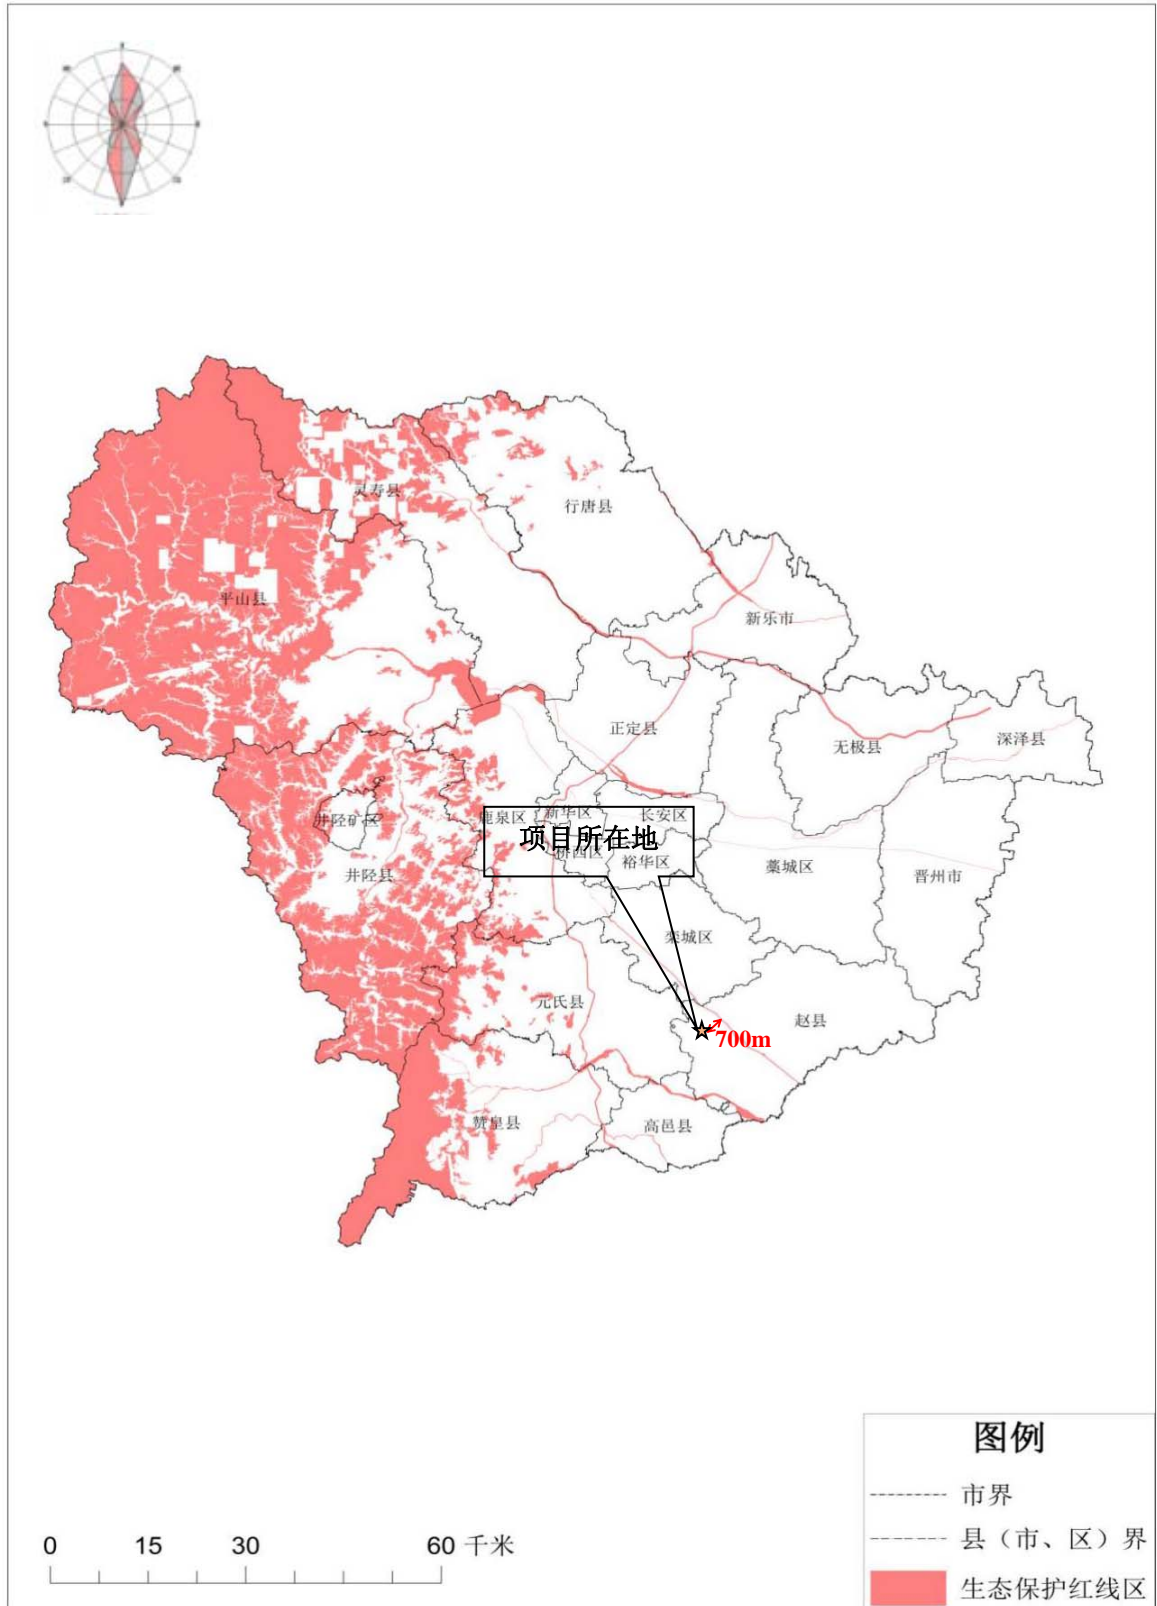 灵寿县
行唐县
平山县
新乐市
正定县
无极县
深泽县
鹿泉区
新华区
长安区
井陉矿区
项目所在地
桥西区
裕华区
藁城区
井陉县
晋州市
栾城区
元氏县
赵县
700m
赞皇县
高邑县
图例
市界
县（市、区）界
生态保护红线区
0 15 30 60 千米